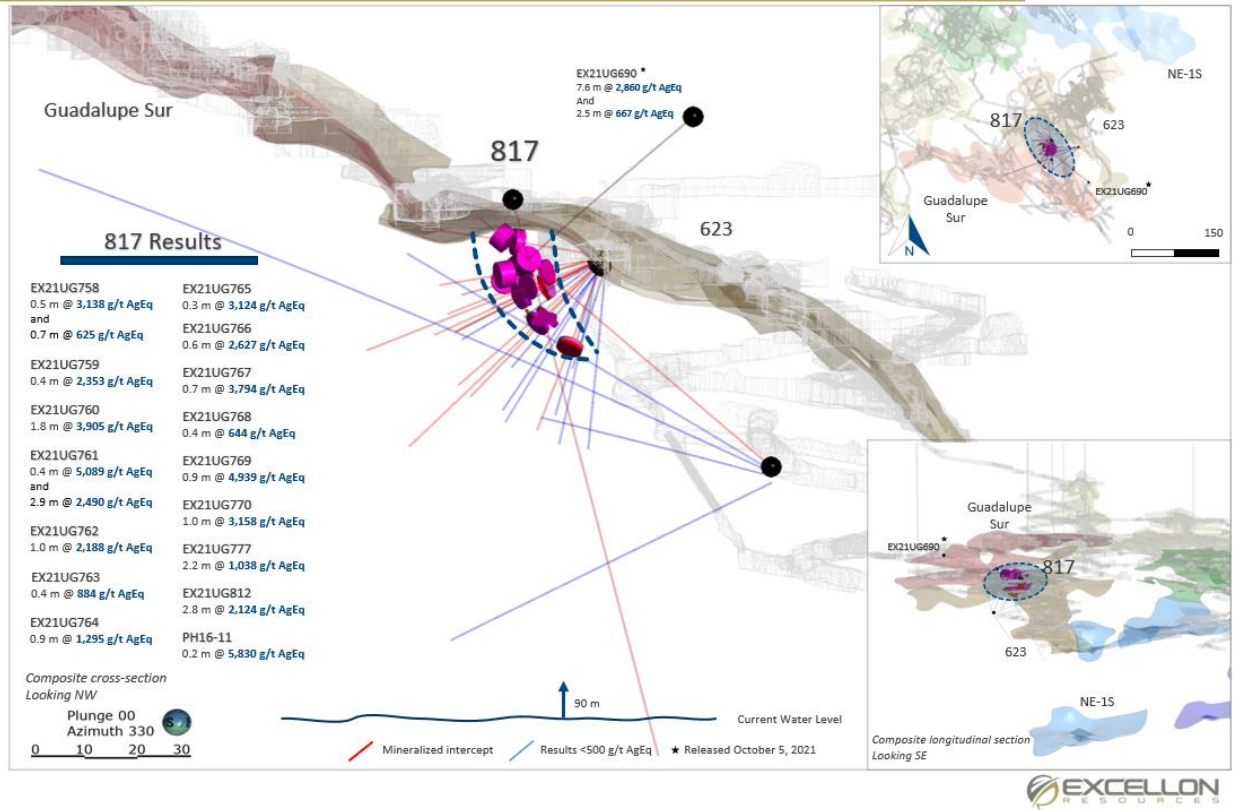 Guadalupe Sur
EX21UG690 ★
7.6 m @ 2,860 g/t AgEq
And
2.5 m @ 667 g/t AgEq
817
623
817 Results
EX21UG758
0.5 m @ 3,138 g/t AgEq
and
0.7 m @ 625 g/t AgEq
EX21UG759
0.4 m @ 2,353 g/t AgEq
EX21UG760
1.8 m @ 3,905 g/t AgEq
EX21UG761
0.4 m @ 5,089 g/t AgEq
and
2.9 m @ 2,490 g/t AgEq
EX21UG762
1.0 m @ 2,188 g/t AgEq
EX21UG763
0.4 m @ 884 g/t AgEq
EX21UG764
0.9 m @ 1,295 g/t AgEq
EX21UG765
0.3 m @ 3,124 g/t AgEq
EX21UG766
0.6 m @ 2,627 g/t AgEq
EX21UG767
0.7 m @ 3,794 g/t AgEq
EX21UG768
0.4 m @ 644 g/t AgEq
EX21UG769
0.9 m @ 4,939 g/t AgEq
EX21UG770
1.0 m @ 3,158 g/t AgEq
EX21UG777
2.2 m @ 1,038 g/t AgEq
EX21UG812
2.8 m @ 2,124 g/t AgEq
PH16-11
0.2 m @ 5,830 g/t AgEq
Composite cross-section
Looking NW
Plunge 00
Azimuth 330
0 10 20 30
90 m
Current Water Level
Mineralized intercept
Results <500 g/t AgEq
★ Released October 5, 2021
NE-1S
817
623
EX21UG690 ★
Guadalupe
Sur
N
0 150
Guadalupe
Sur
EX21UG690 ★
817
623
NE-1S
Composite longitudinal section
Looking SE
EXCELLON
RESOURCES